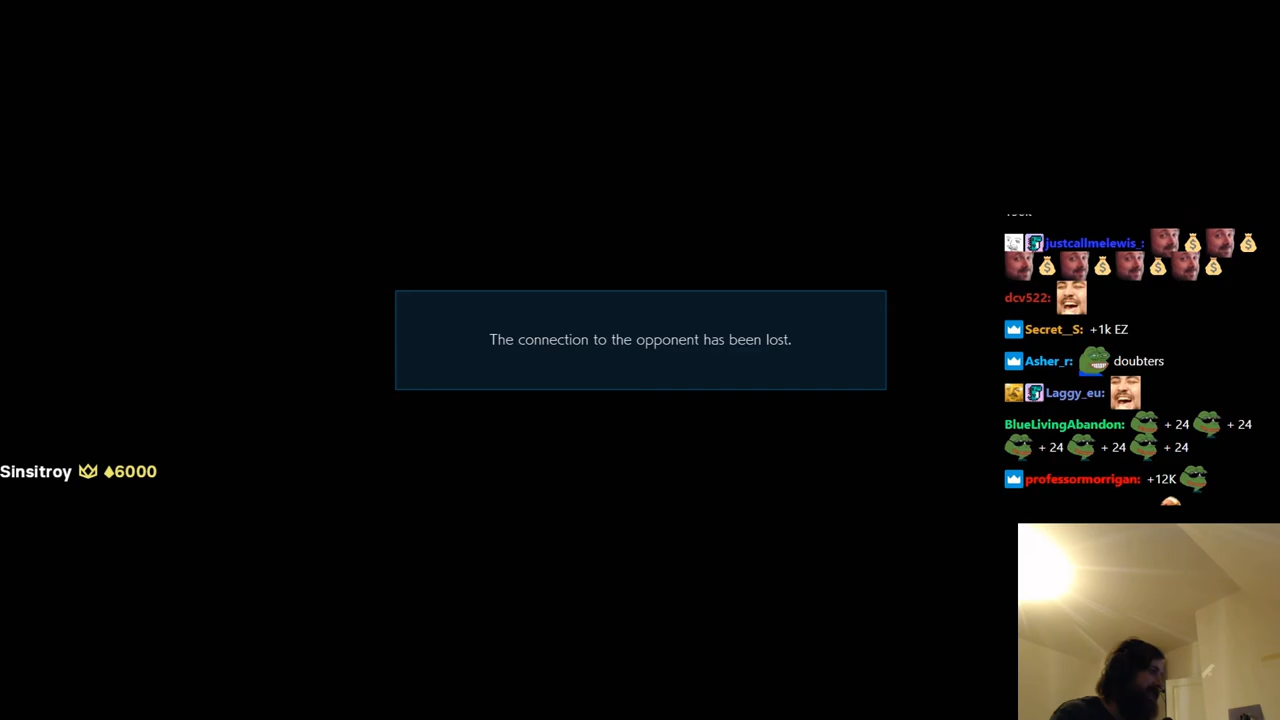 justcallmelewis_:
dcv522:
The connection to the opponent has been lost.
Secret__S: +1k EZ
Asher_r: doubters
Laggy_eu:
BlueLivingAbandon: + 24 + 24
+ 24 + 24 + 24
Sinsitroy 6000
professormorrigan: +12K